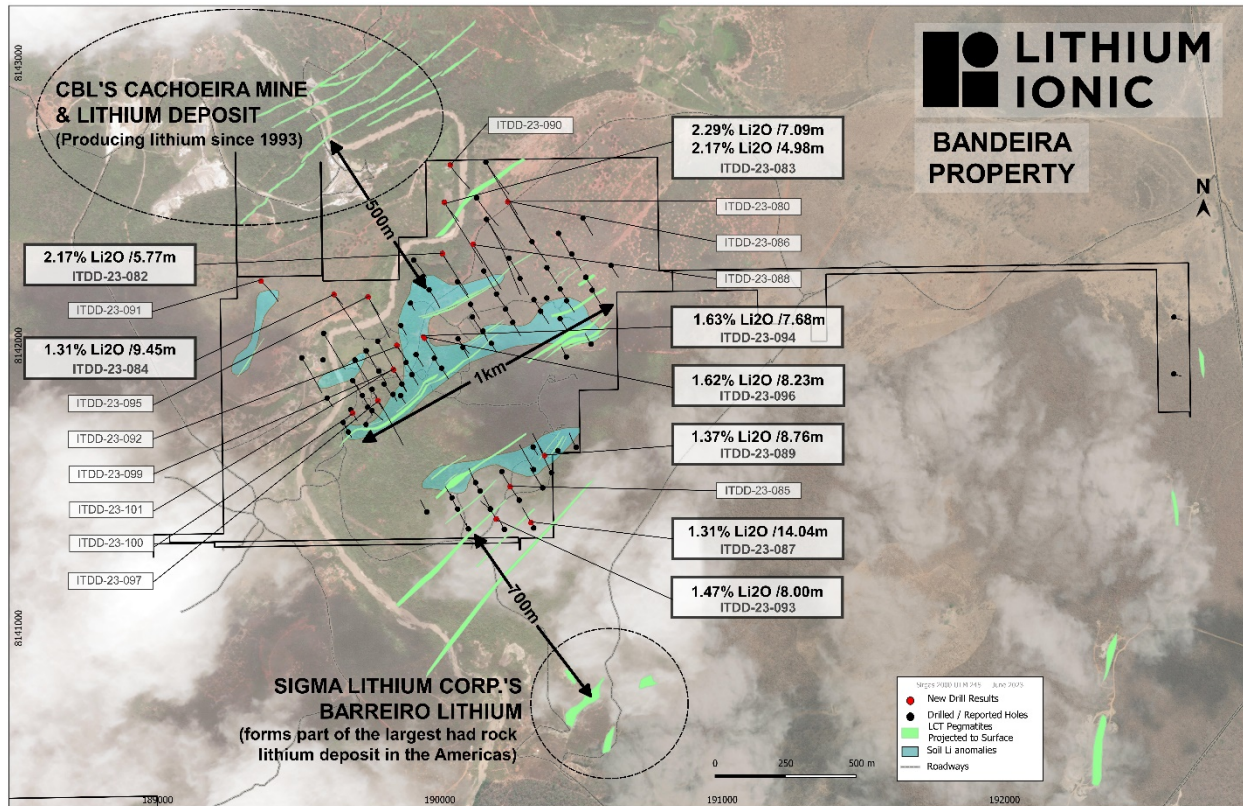 CBL'S CACHOEIRA MINE
& LITHIUM DEPOSIT
(Producing lithium since 1993)
LITHIUM
IONIC
BANDEIRA
PROPERTY
N
8143000
8142000
8141000
ITDD-23-090
2.29% Li2O /7.09m
2.17% Li2O /4.98m
ITDD-23-083
ITDD-23-080
ITDD-23-086
ITDD-23-088
500m
2.17% Li2O /5.77m
ITDD-23-082
ITDD-23-091
1.31% Li2O /9.45m
ITDD-23-084
ITDD-23-095
ITDD-23-092
ITDD-23-099
ITDD-23-101
ITDD-23-100
ITDD-23-097
1km
1.63% Li2O /7.68m
ITDD-23-094
1.62% Li2O /8.23m
ITDD-23-096
1.37% Li2O /8.76m
ITDD-23-089
ITDD-23-085
1.31% Li2O /14.04m
ITDD-23-087
1.47% Li2O /8.00m
ITDD-23-093
700m
SIGMA LITHIUM CORP.'S
BARREIRO LITHIUM
(forms part of the largest had rock
lithium deposit in the Americas)
June 2023
New Drill Results
Drilled / Reported Holes
LCT Pegmatites
Projected to Surface
Soil Li anomalies
Roadways
0 250 500 m
189000 190000 191000 192000